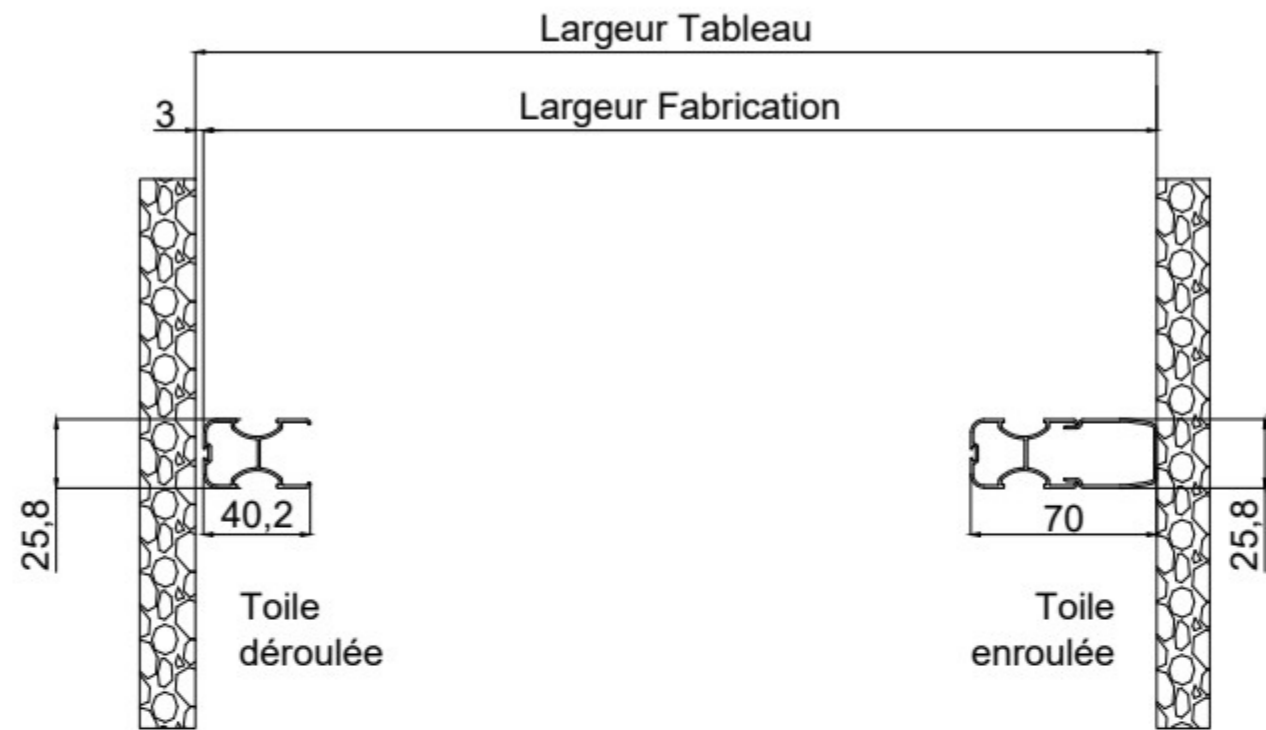 Largeur Tableau
3
Largeur Fabrication
25,8
40,2
70
25,8
Toile
déroulée
Toile
enroulée